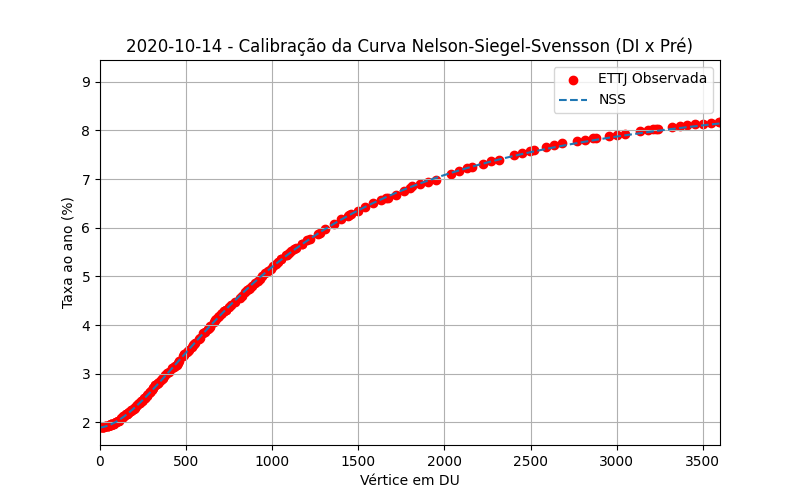 2020-10-14 - Calibração da Curva Nelson-Siegel-Svensson (DI x Pré)
ETTJ Observada
NSS
Taxa ao ano (%)
9
8
7
6
5
4
3
2
0 500 1000 1500 2000 2500 3000 3500
Vértice em DU